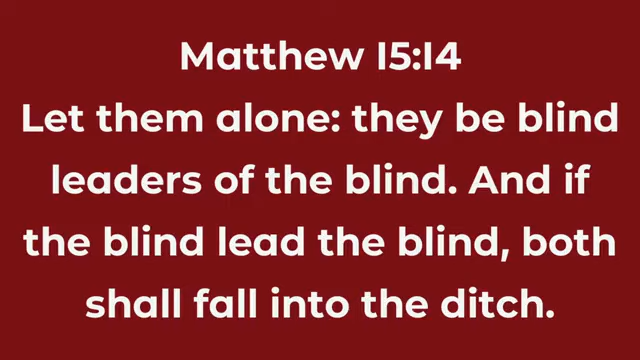 Matthew 15:14
Let them alone: they be blind
leaders of the blind. And if
the blind lead the blind, both
shall fall into the ditch.